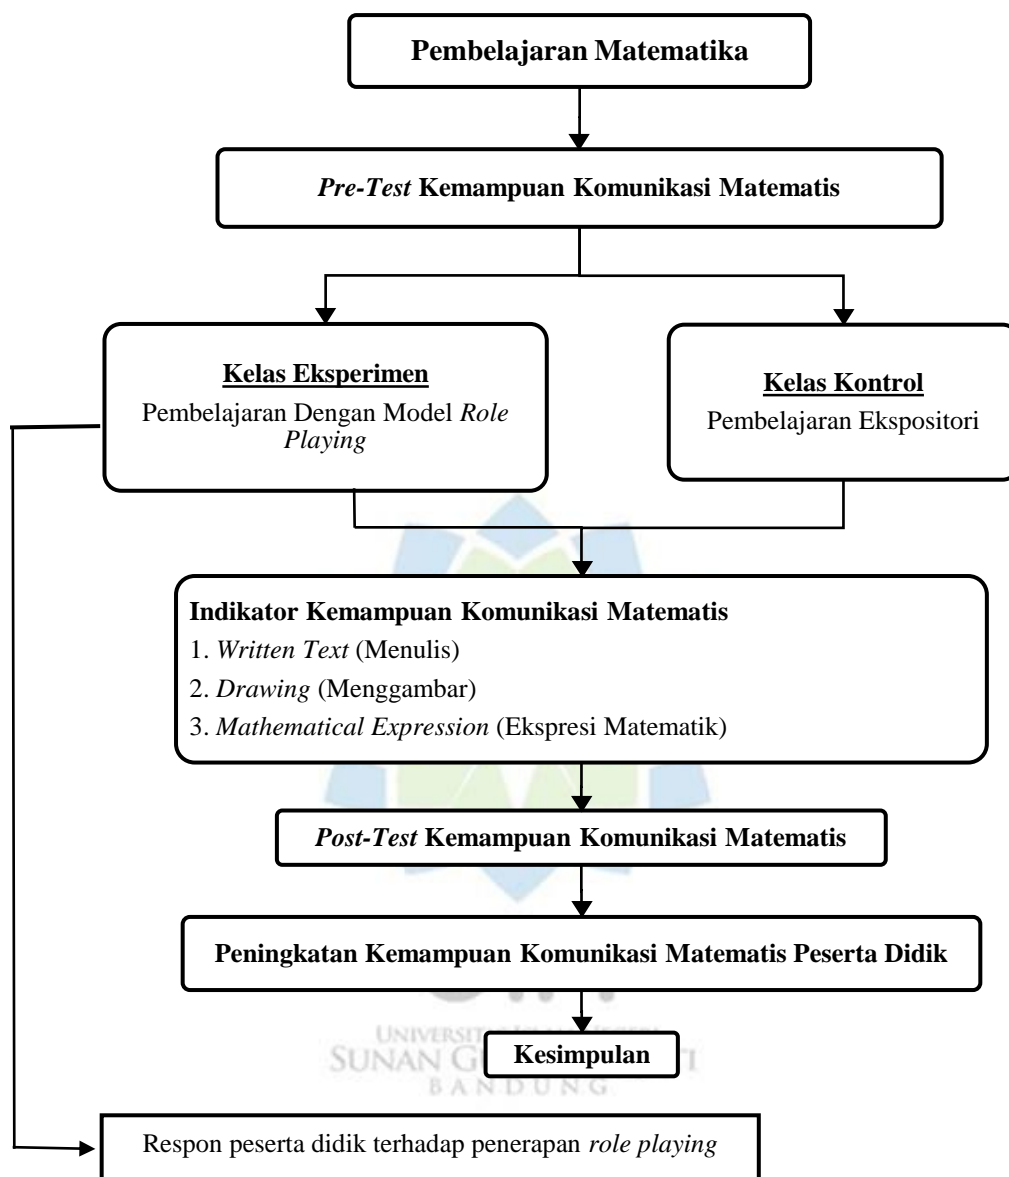 Pembelajaran Matematika
Pre-Test Kemampuan Komunikasi Matematis
Kelas Eksperimen
Pembelajaran Dengan Model Role
Playing
Kelas Kontrol
Pembelajaran Ekspositori
Indikator Kemampuan Komunikasi Matematis
1. Written Text (Menulis)
2. Drawing (Menggambar)
3. Mathematical Expression (Ekspresi Matematik)
Post-Test Kemampuan Komunikasi Matematis
Peningkatan Kemampuan Komunikasi Matematis Peserta Didik
Kesimpulan
SUNAN
BANDUNG
Respon peserta didik terhadap penerapan role playing